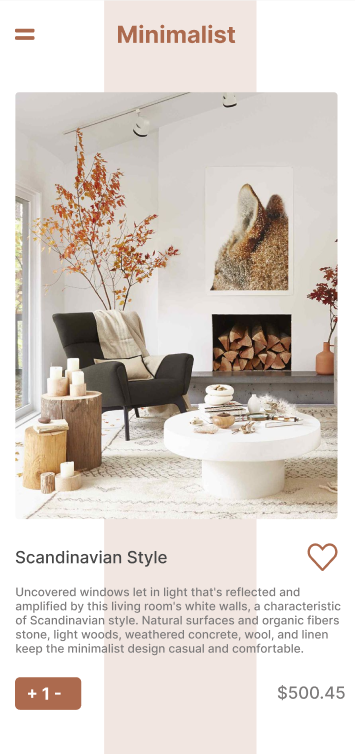 Minimalist
Scandinavian Style
Uncovered windows let in light that's reflected and
amplified by this living room's white walls, a characteristic
of Scandinavian style. Natural surfaces and organic fibers
stone, light woods, weathered concrete, wool, and linen
keep the minimalist design casual and comfortable.
+ 1 -
$500.45